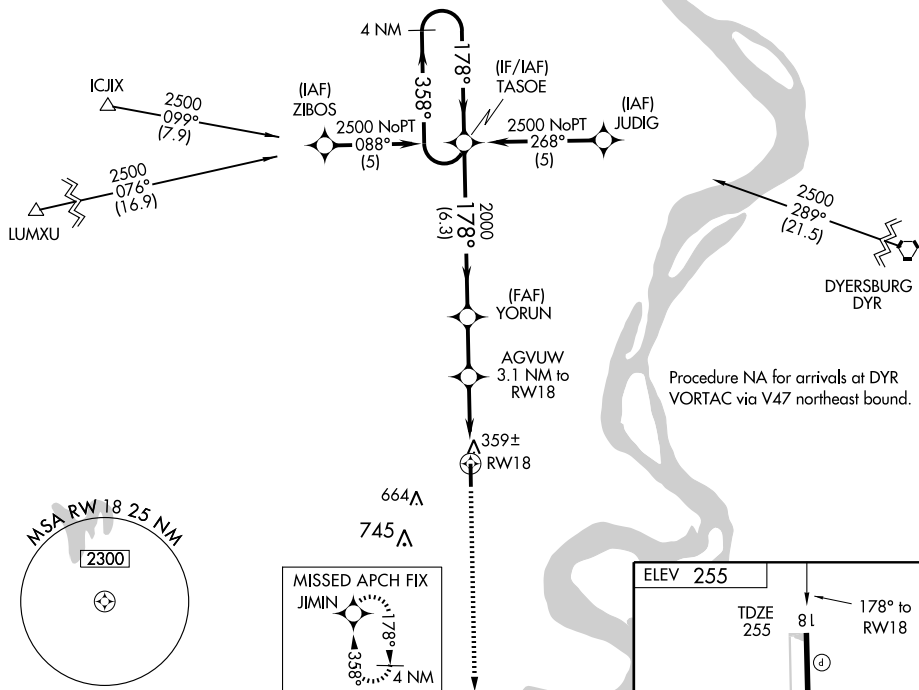 4 NM
178°
358°
(IF/IAF)
TASOE
ICJIX
2500
099°
(7.9)
(IAF)
ZIBOS
2500 NoPT
088°
(5)
2500 NoPT
268°
(5)
(IAF)
JUDIG
LUMXU
2500
076°
(16.9)
2000
178°
(6.3)
2500
289°
(21.5)
DYERSBURG
DYR
(FAF)
YORUN
AGVUW
3.1 NM to
RW18
Procedure NA for arrivals at DYR
VORTAC via V47 northeast bound.
359±
RW18
664
745
MSA RW 18 25 NM
2300
MISSED APCH FIX
JIMIN
178°
358°
4 NM
ELEV 255
TDZE
255
18
178° to
RW18
P